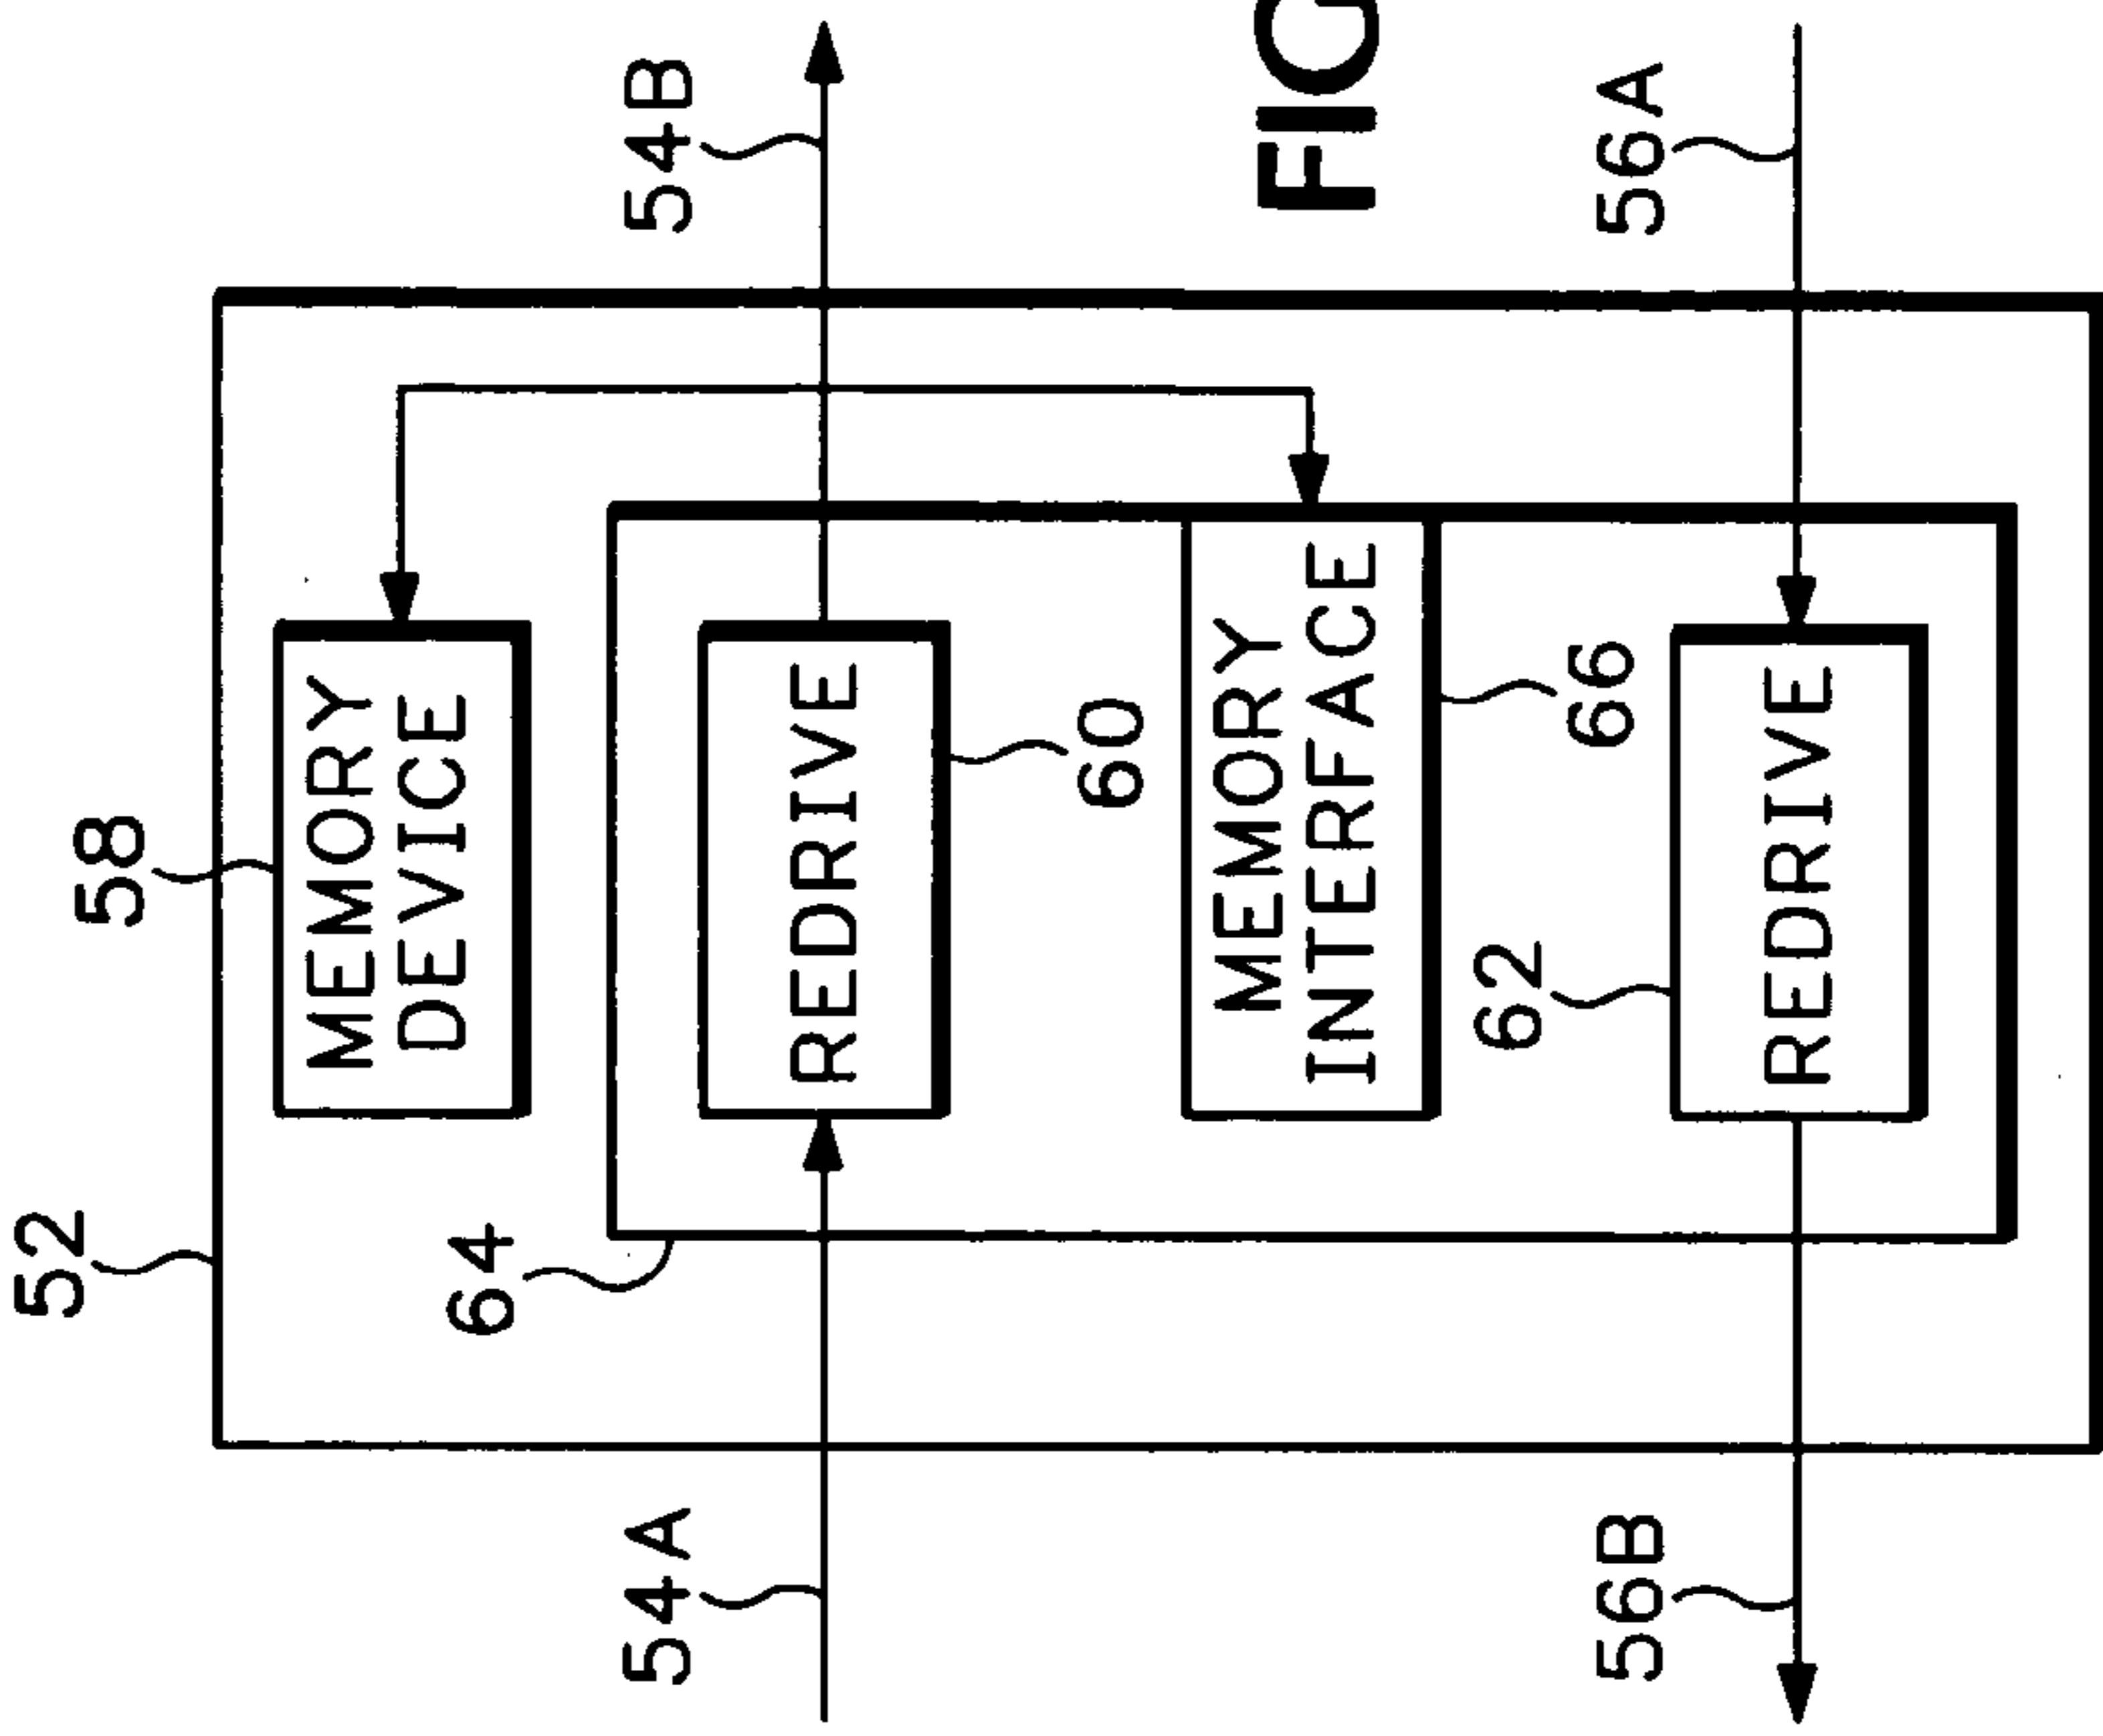 52
58
MEMORY
DEVICE
64
54A
54B
REDRIVE
60
MEMORY
INTERFACE
FIG
62
66
56B
56A
REDRIVE